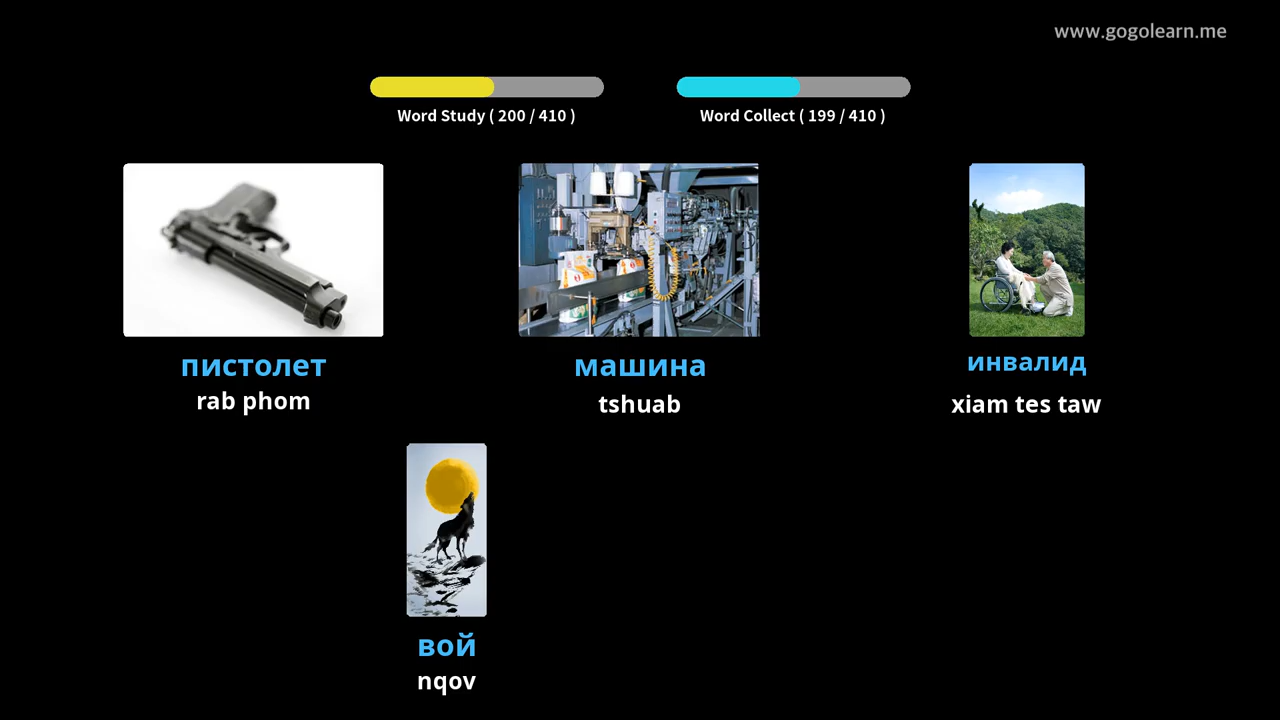 www.gogolearn.me
Word Study ( 200 / 410 )
Word Collect ( 199 / 410 )
пистолет
rab phom
машина
tshuab
инвалид
xiam tes taw
вой
nqov